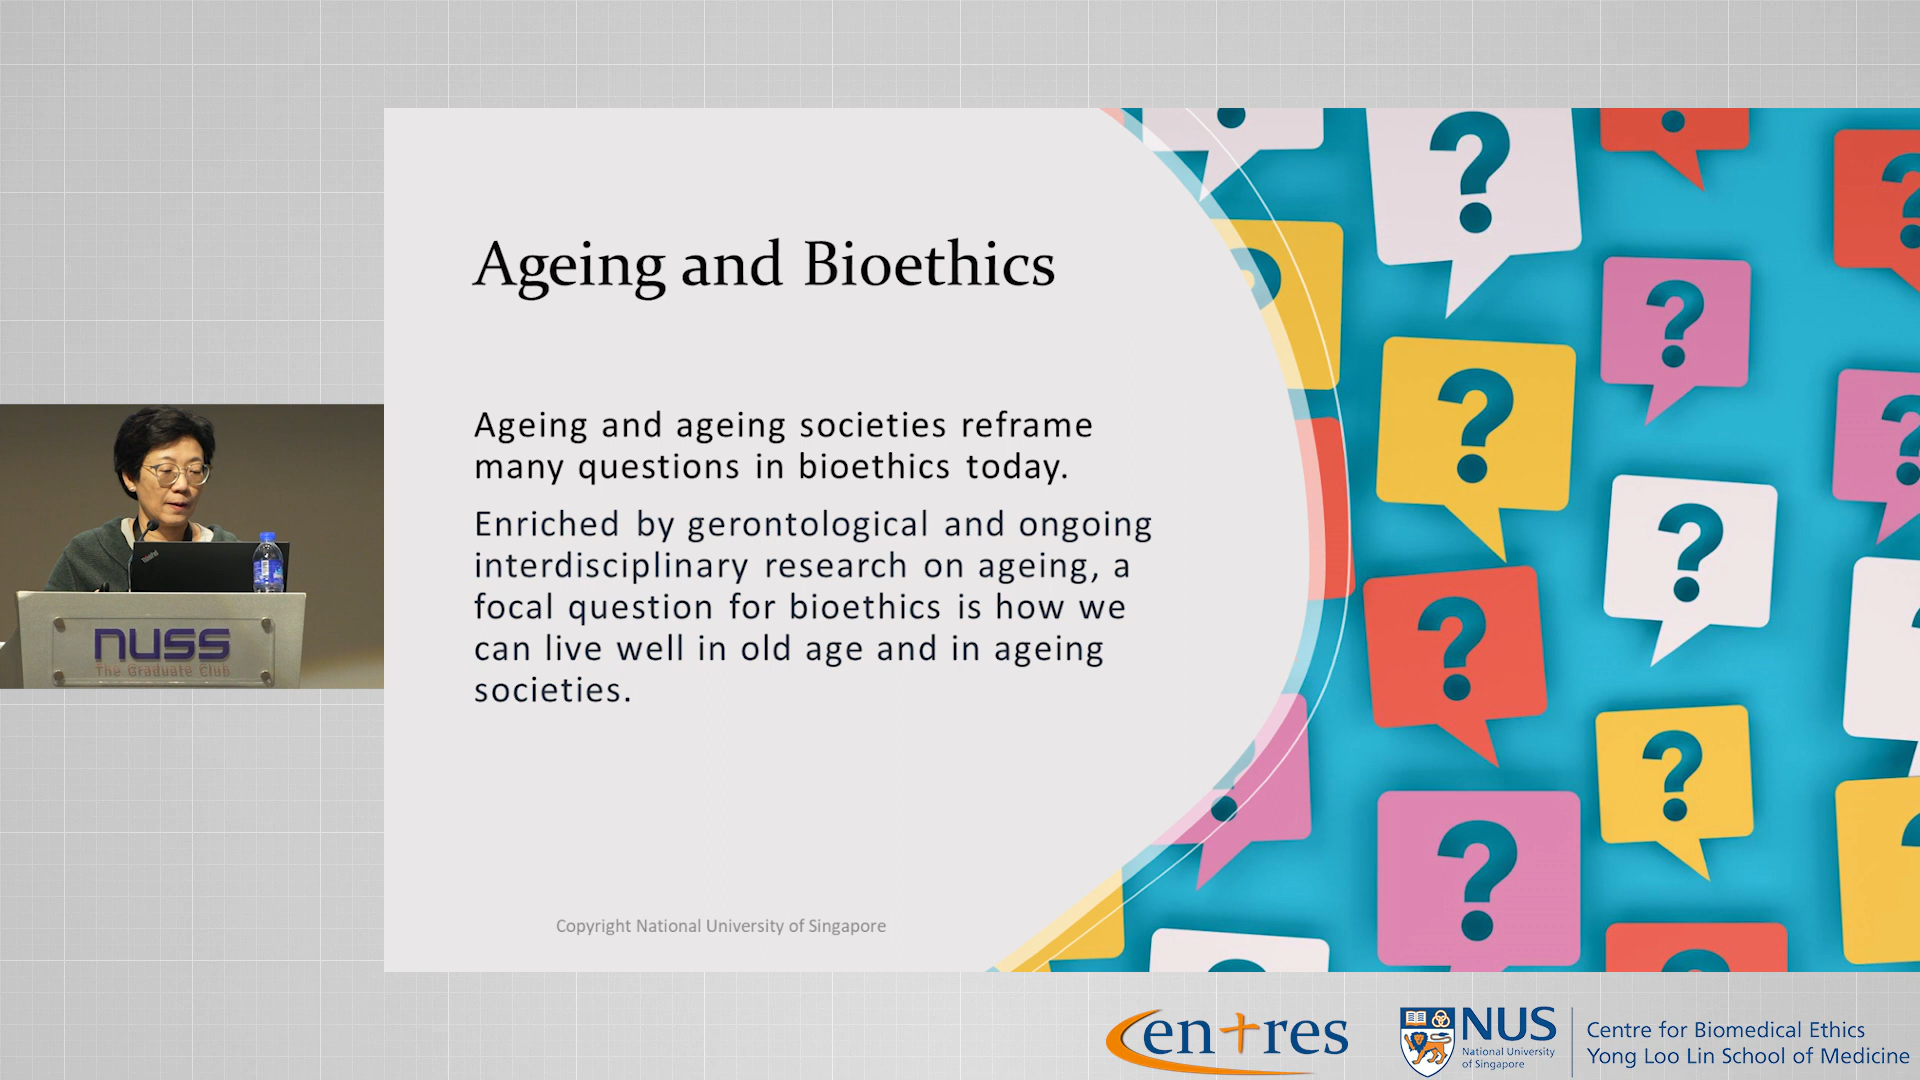 Ageing and Bioethics
Ageing and ageing societies reframe
many questions in bioethics today.
Enriched by gerontological and ongoing
interdisciplinary research on ageing, a
focal question for bioethics is how we
can live well in old age and in ageing
societies.
Copyright National University of Singapore
ThinkPad
nuss
The Graduate Club
Centres
NUS
National University
of Singapore
Centre for Biomedical Ethics
Yong Loo Lin School of Medicine